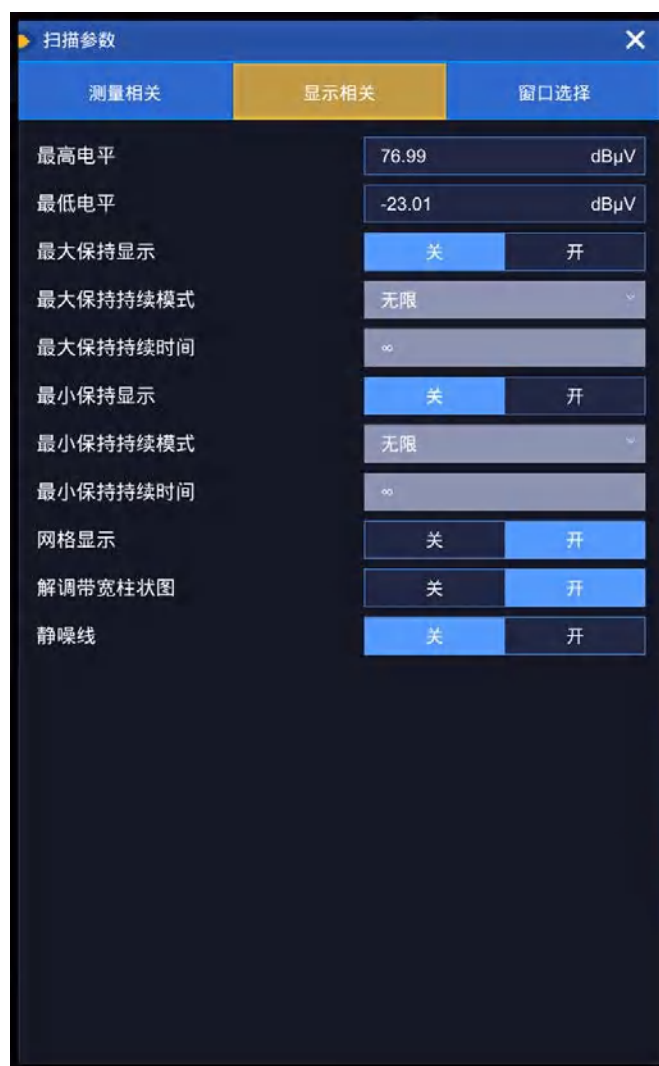 扫描参数
测量相关 显示相关 窗口选择
最高电平 76.99 dBμV
最低电平 -23.01 dBμV
最大保持显示 关 开
最大保持持续模式 无限
最大保持持续时间 ∞
最小保持显示 关 开
最小保持持续模式 无限
最小保持持续时间 ∞
网格显示 关 开
解调带宽柱状图 关 开
静噪线 关 开